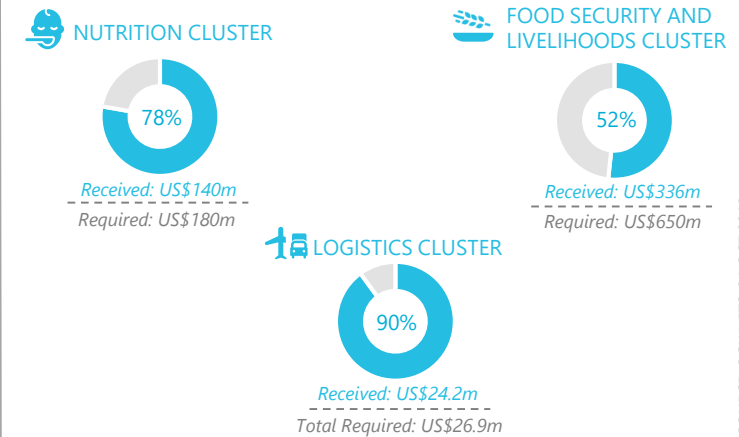 NUTRITION CLUSTER
78%
Received: US$140m
Required: US$180m
FOOD SECURITY AND
LIVELIHOODS CLUSTER
52%
Received: US$336m
Required: US$650m
LOGISTICS CLUSTER
90%
Received: US$24.2m
Total Required: US$26.9m